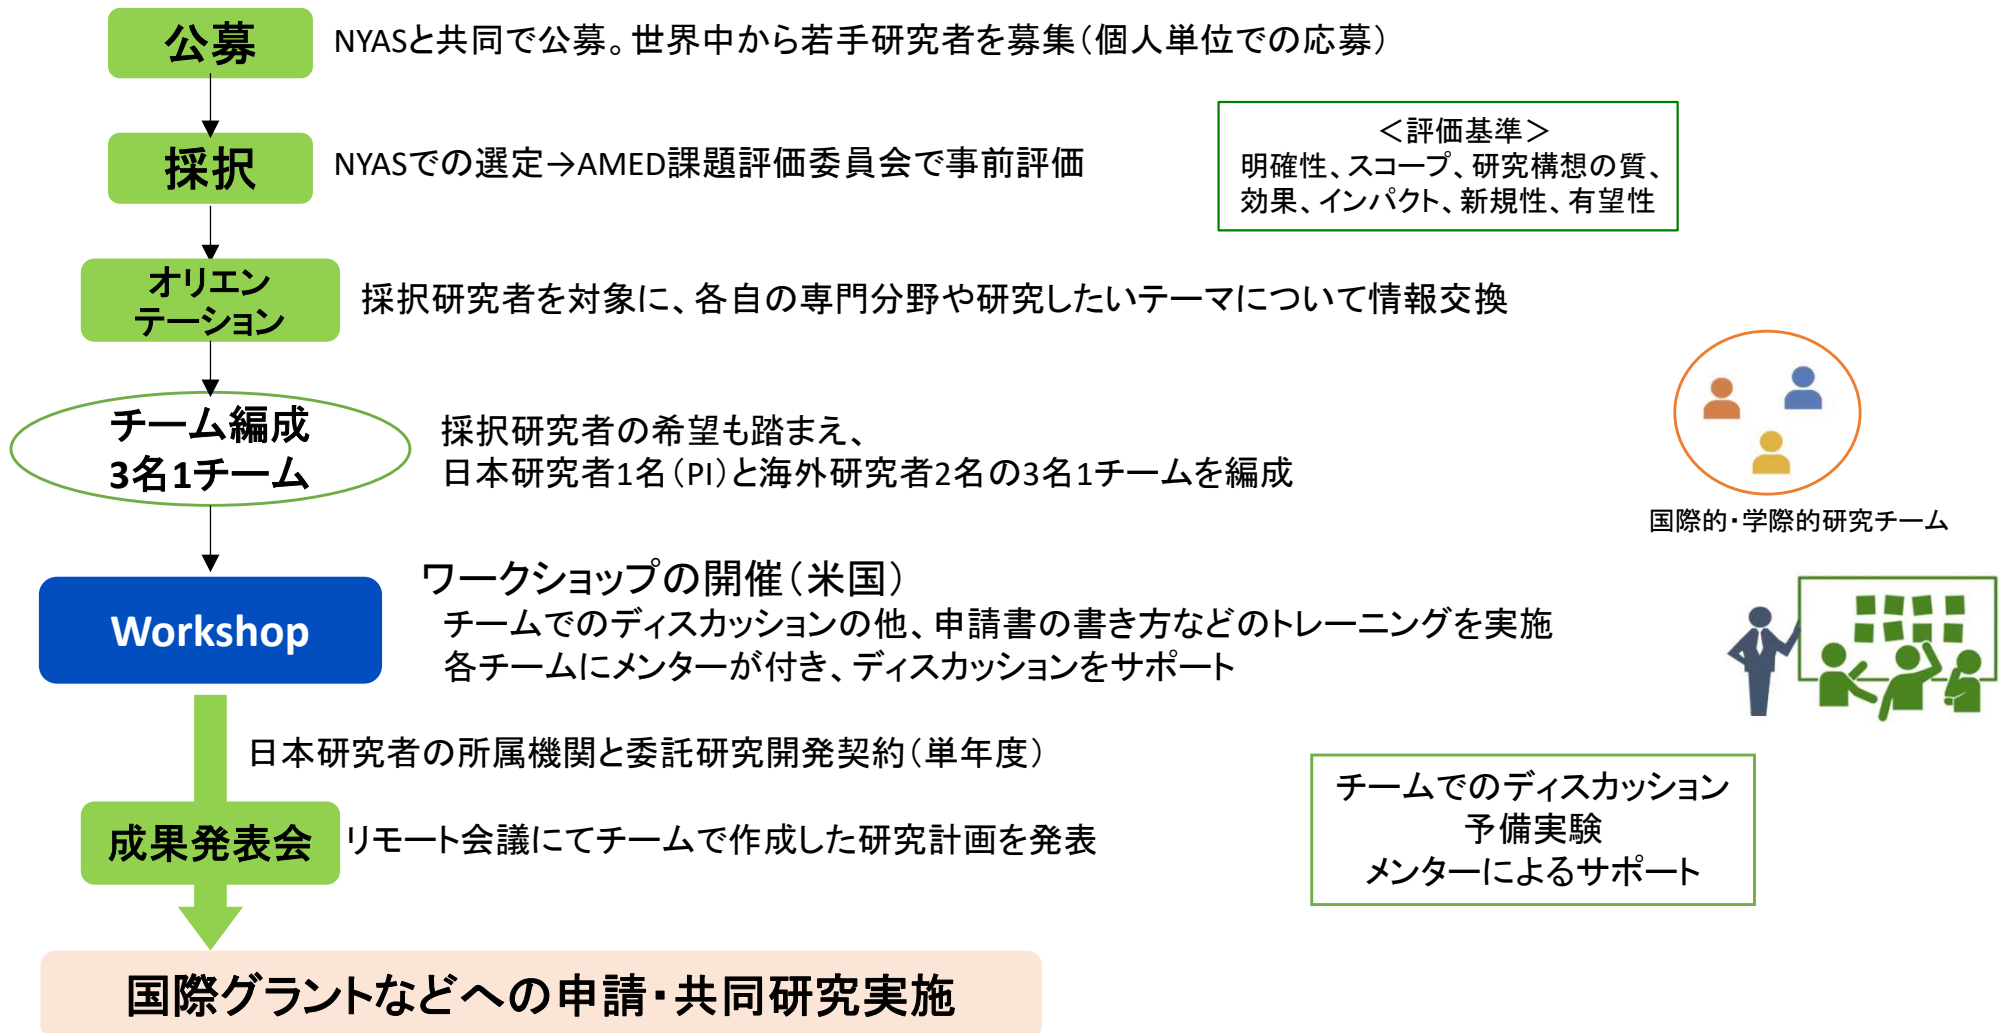 公募
NYASと共同で公募。世界中から若手研究者を募集(個人単位での応募)
採択
NYASでの選定→AMED課題評価委員会で事前評価
<評価基準>
明確性、スコープ、研究構想の質、
効果、インパクト、新規性、有望性
オリエン
テーション
採択研究者を対象に、各自の専門分野や研究したいテーマについて情報交換
チーム編成
3名1チーム
採択研究者の希望も踏まえ、
日本研究者1名(PI)と海外研究者2名の3名1チームを編成
国際的・学際的研究チーム
Workshop
ワークショップの開催(米国)
チームでのディスカッションの他、申請書の書き方などのトレーニングを実施
各チームにメンターが付き、ディスカッションをサポート
日本研究者の所属機関と委託研究開発契約(単年度)
成果発表会
リモート会議にてチームで作成した研究計画を発表
チームでのディスカッション
予備実験
メンターによるサポート
国際グラントなどへの申請・共同研究実施